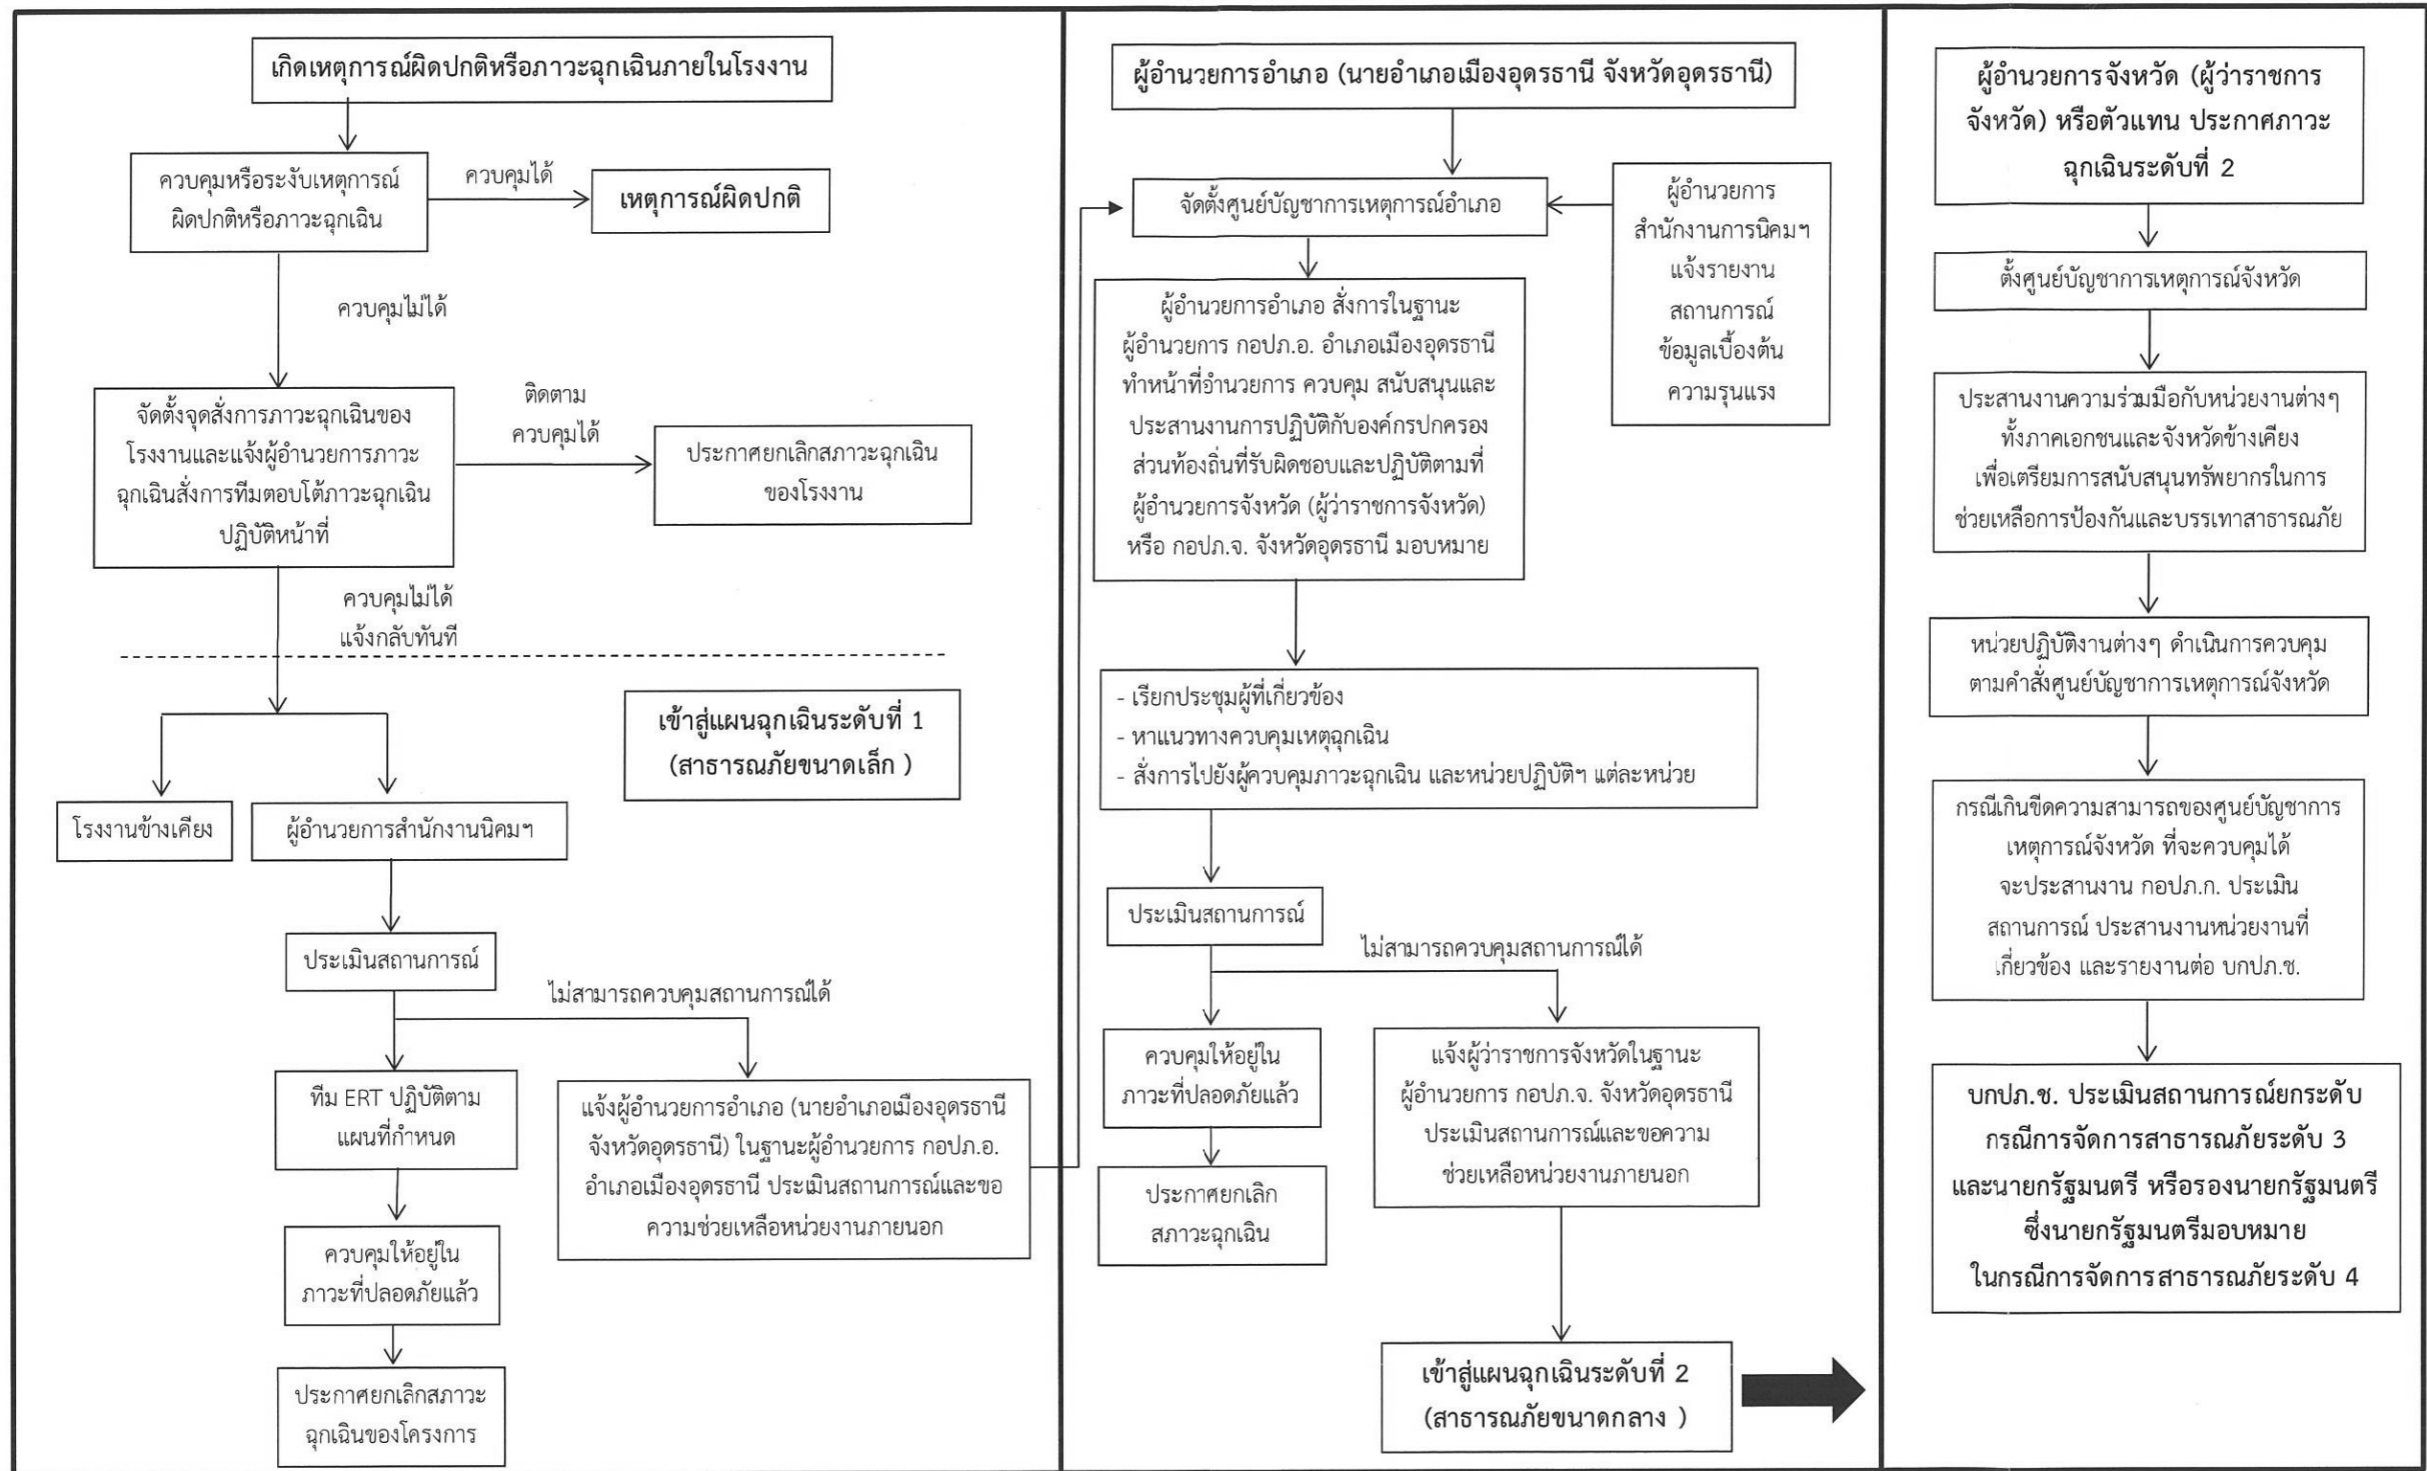 เกิดเหตุการณ์ผิดปกติหรือภาวะฉุกเฉินภายในโรงงาน
ควบคุมหรือระงับเหตุการณ์
ผิดปกติหรือภาวะฉุกเฉิน
ควบคุมได้
เหตุการณ์ผิดปกติ
ควบคุมไม่ได้
จัดตั้งจุดสั่งการภาวะฉุกเฉินของ
โรงงานและแจ้งผู้อำนวยการภาวะ
ฉุกเฉินสั่งการทีมตอบโต้ภาวะฉุกเฉิน
ปฏิบัติหน้าที่
ติดตาม
ควบคุมได้
ประกาศยกเลิกสภาวะฉุกเฉิน
ของโรงงาน
ควบคุมไม่ได้
แจ้งกลับทันที
เข้าสู่แผนฉุกเฉินระดับที่ 1
(สาธารณภัยขนาดเล็ก )
โรงงานข้างเคียง
ผู้อำนวยการสำนักงานนิคมฯ
ประเมินสถานการณ์
ไม่สามารถควบคุมสถานการณ์ได้
ทีม ERT ปฏิบัติตาม
แผนที่กำหนด
แจ้งผู้อำนวยการอำเภอ (นายอำเภอเมืองอุดรธานี
จังหวัดอุดรธานี) ในฐานะผู้อำนวยการ กอปภ.อ.
อำเภอเมืองอุดรธานี ประเมินสถานการณ์และขอ
ความช่วยเหลือหน่วยงานภายนอก
ควบคุมให้อยู่ใน
ภาวะที่ปลอดภัยแล้ว
ประกาศยกเลิกสภาวะ
ฉุกเฉินของโครงการ
ผู้อำนวยการอำเภอ (นายอำเภอเมืองอุดรธานี จังหวัดอุดรธานี)
จัดตั้งศูนย์บัญชาการเหตุการณ์อำเภอ
ผู้อำนวยการ
สำนักงานการนิคมฯ
แจ้งรายงาน
สถานการณ์
ข้อมูลเบื้องต้น
ความรุนแรง
ผู้อำนวยการอำเภอ สั่งการในฐานะ
ผู้อำนวยการ กอปภ.อ. อำเภอเมืองอุดรธานี
ทำหน้าที่อำนวยการ ควบคุม สนับสนุนและ
ประสานงานการปฏิบัติกับองค์กรปกครอง
ส่วนท้องถิ่นที่รับผิดชอบและปฏิบัติตามที่
ผู้อำนวยการจังหวัด (ผู้ว่าราชการจังหวัด)
หรือ กอปภ.จ. จังหวัดอุดรธานี มอบหมาย
- เรียกประชุมผู้ที่เกี่ยวข้อง
- หาแนวทางควบคุมเหตุฉุกเฉิน
- สั่งการไปยังผู้ควบคุมภาวะฉุกเฉิน และหน่วยปฏิบัติฯ แต่ละหน่วย
ประเมินสถานการณ์
ไม่สามารถควบคุมสถานการณ์ได้
ควบคุมให้อยู่ใน
ภาวะที่ปลอดภัยแล้ว
ประกาศยกเลิก
สภาวะฉุกเฉิน
แจ้งผู้ว่าราชการจังหวัดในฐานะ
ผู้อำนวยการ กอปภ.จ. จังหวัดอุดรธานี
ประเมินสถานการณ์และขอความ
ช่วยเหลือหน่วยงานภายนอก
เข้าสู่แผนฉุกเฉินระดับที่ 2
(สาธารณภัยขนาดกลาง )
ผู้อำนวยการจังหวัด (ผู้ว่าราชการ
จังหวัด) หรือตัวแทน ประกาศภาวะ
ฉุกเฉินระดับที่ 2
ตั้งศูนย์บัญชาการเหตุการณ์จังหวัด
ประสานงานความร่วมมือกับหน่วยงานต่างๆ
ทั้งภาคเอกชนและจังหวัดข้างเคียง
เพื่อเตรียมการสนับสนุนทรัพยากรในการ
ช่วยเหลือการป้องกันและบรรเทาสาธารณภัย
หน่วยปฏิบัติงานต่างๆ ดำเนินการควบคุม
ตามคำสั่งศูนย์บัญชาการเหตุการณ์จังหวัด
กรณีเกินขีดความสามารถของศูนย์บัญชาการ
เหตุการณ์จังหวัด ที่จะควบคุมได้
จะประสานงาน กอปภ.ก. ประเมิน
สถานการณ์ ประสานงานหน่วยงานที่
เกี่ยวข้อง และรายงานต่อ บกปภ.ช.
บกปภ.ช. ประเมินสถานการณ์ยกระดับ
กรณีการจัดการสาธารณภัยระดับ 3
และนายกรัฐมนตรี หรือรองนายกรัฐมนตรี
ซึ่งนายกรัฐมนตรีมอบหมาย
ในกรณีการจัดการสาธารณภัยระดับ 4